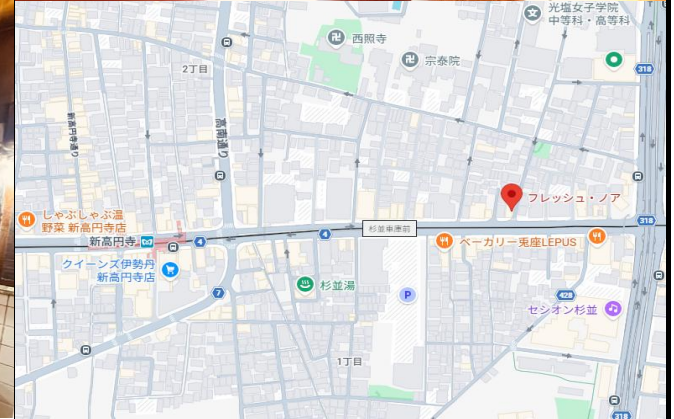 光塩女子学院
中等科・高等科
西照寺
宗泰院
2丁目
318
新高円寺通り
高南通り
フレッシュ・ノア
しゃぶしゃぶ温
野菜 新高円寺店
杉並車庫前
318
新高円寺
4
4
ベーカリー兎座LEPUS
クイーンズ伊勢丹
新高円寺店
杉並湯
P
7
428
セシオン杉並
1丁目
318